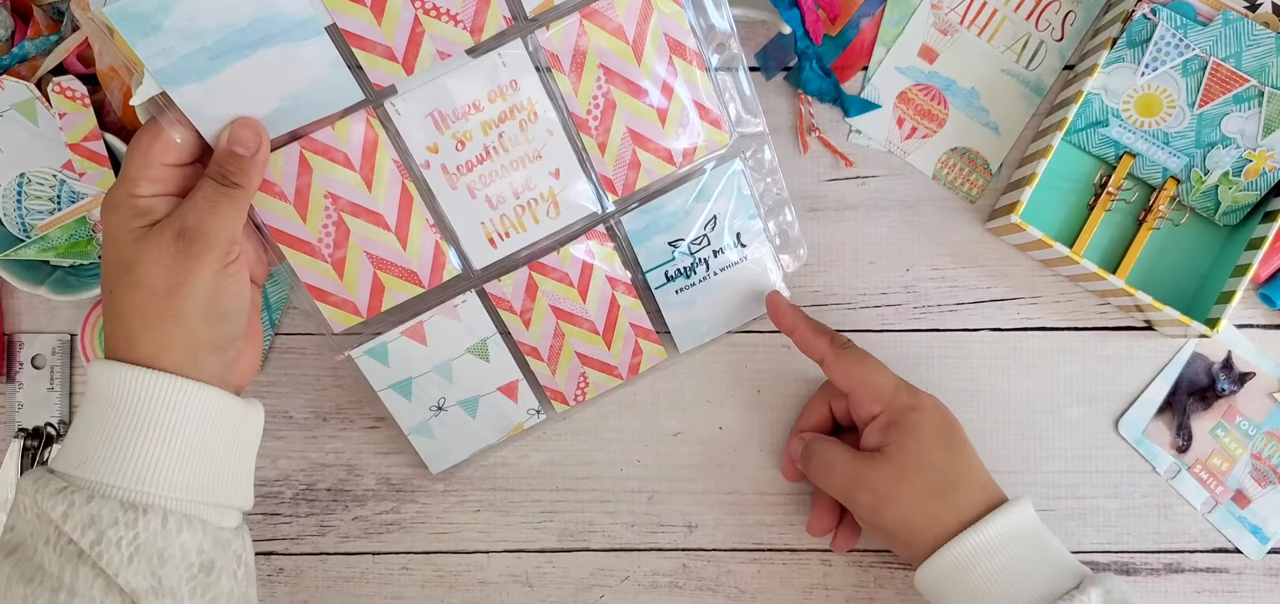 THINGS
AHEAD
There are
so many
beautiful
reasons
to be
HAPPY
happy mail
FROM ART & WHIMSY
YOU
MAKE
ME
SMILE